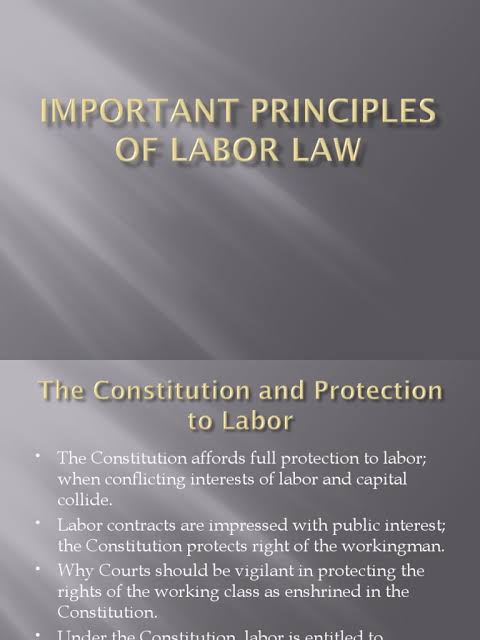 IMPORTANT PRINCIPLES
OF LABOR LAW
The Constitution and Protection
to Labor
• The Constitution affords full protection to labor;
when conflicting interests of labor and capital
collide.
• Labor contracts are impressed with public interest;
the Constitution protects right of the workingman.
• Why Courts should be vigilant in protecting the
rights of the working class as enshrined in the
Constitution.
• Under the Constitution, labor is entitled to